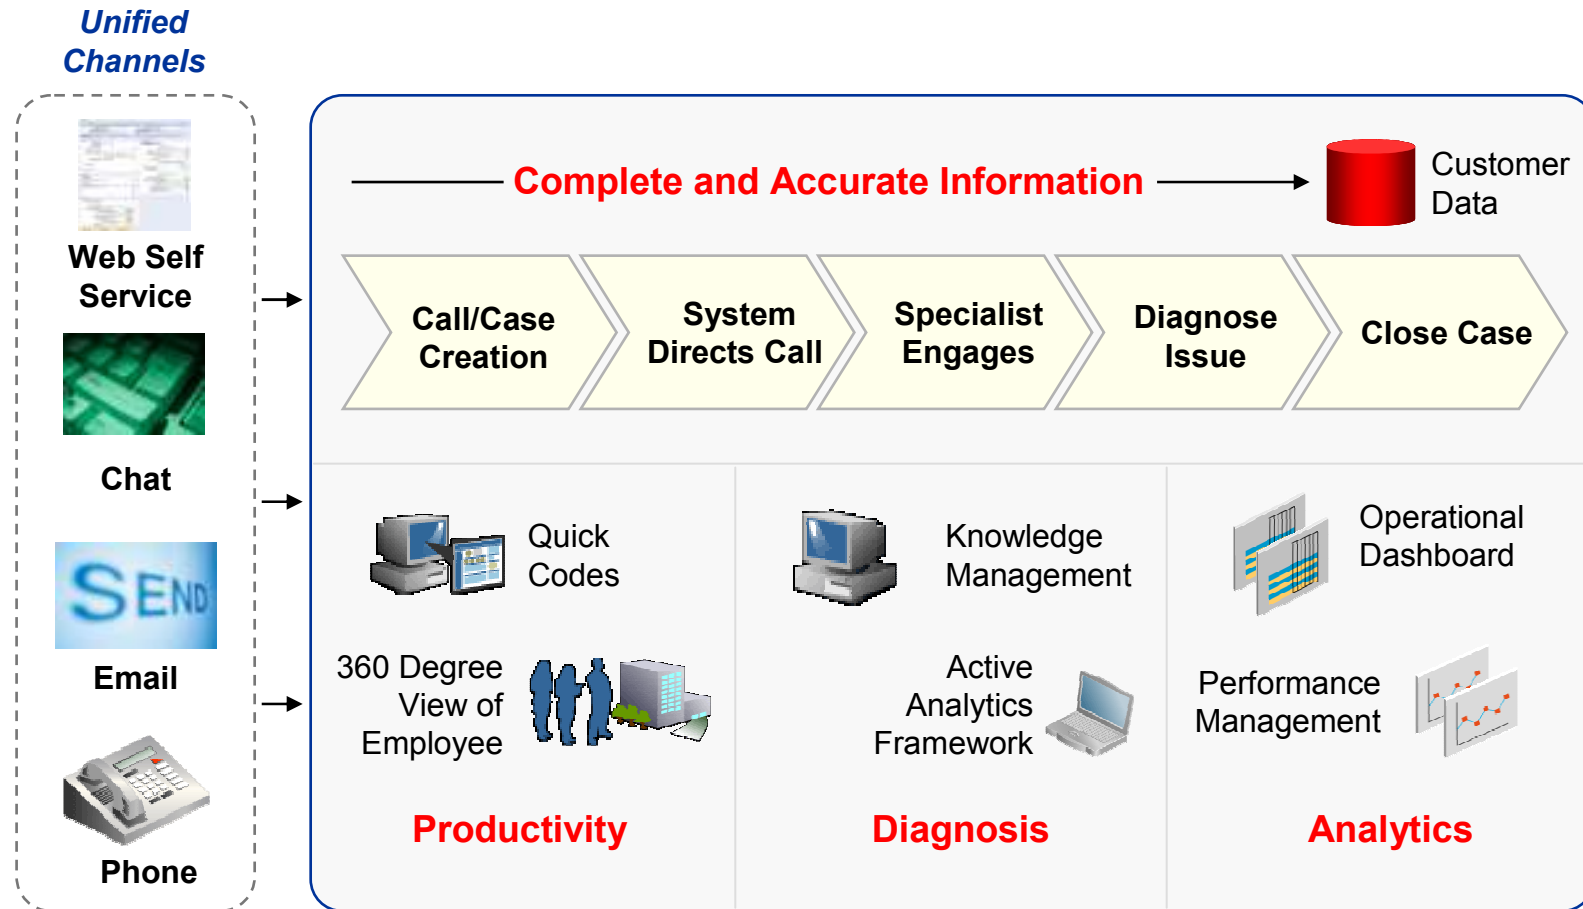 Unified
Channels
Web Self
Service
Chat
SEND
Email
Phone
Complete and Accurate Information
Customer
Data
Call/Case
Creation
System
Directs Call
Specialist
Engages
Diagnose
Issue
Close Case
Quick
Codes
360 Degree
View of
Employee
Productivity
Knowledge
Management
Active
Analytics
Framework
Diagnosis
Operational
Dashboard
Performance
Management
Analytics